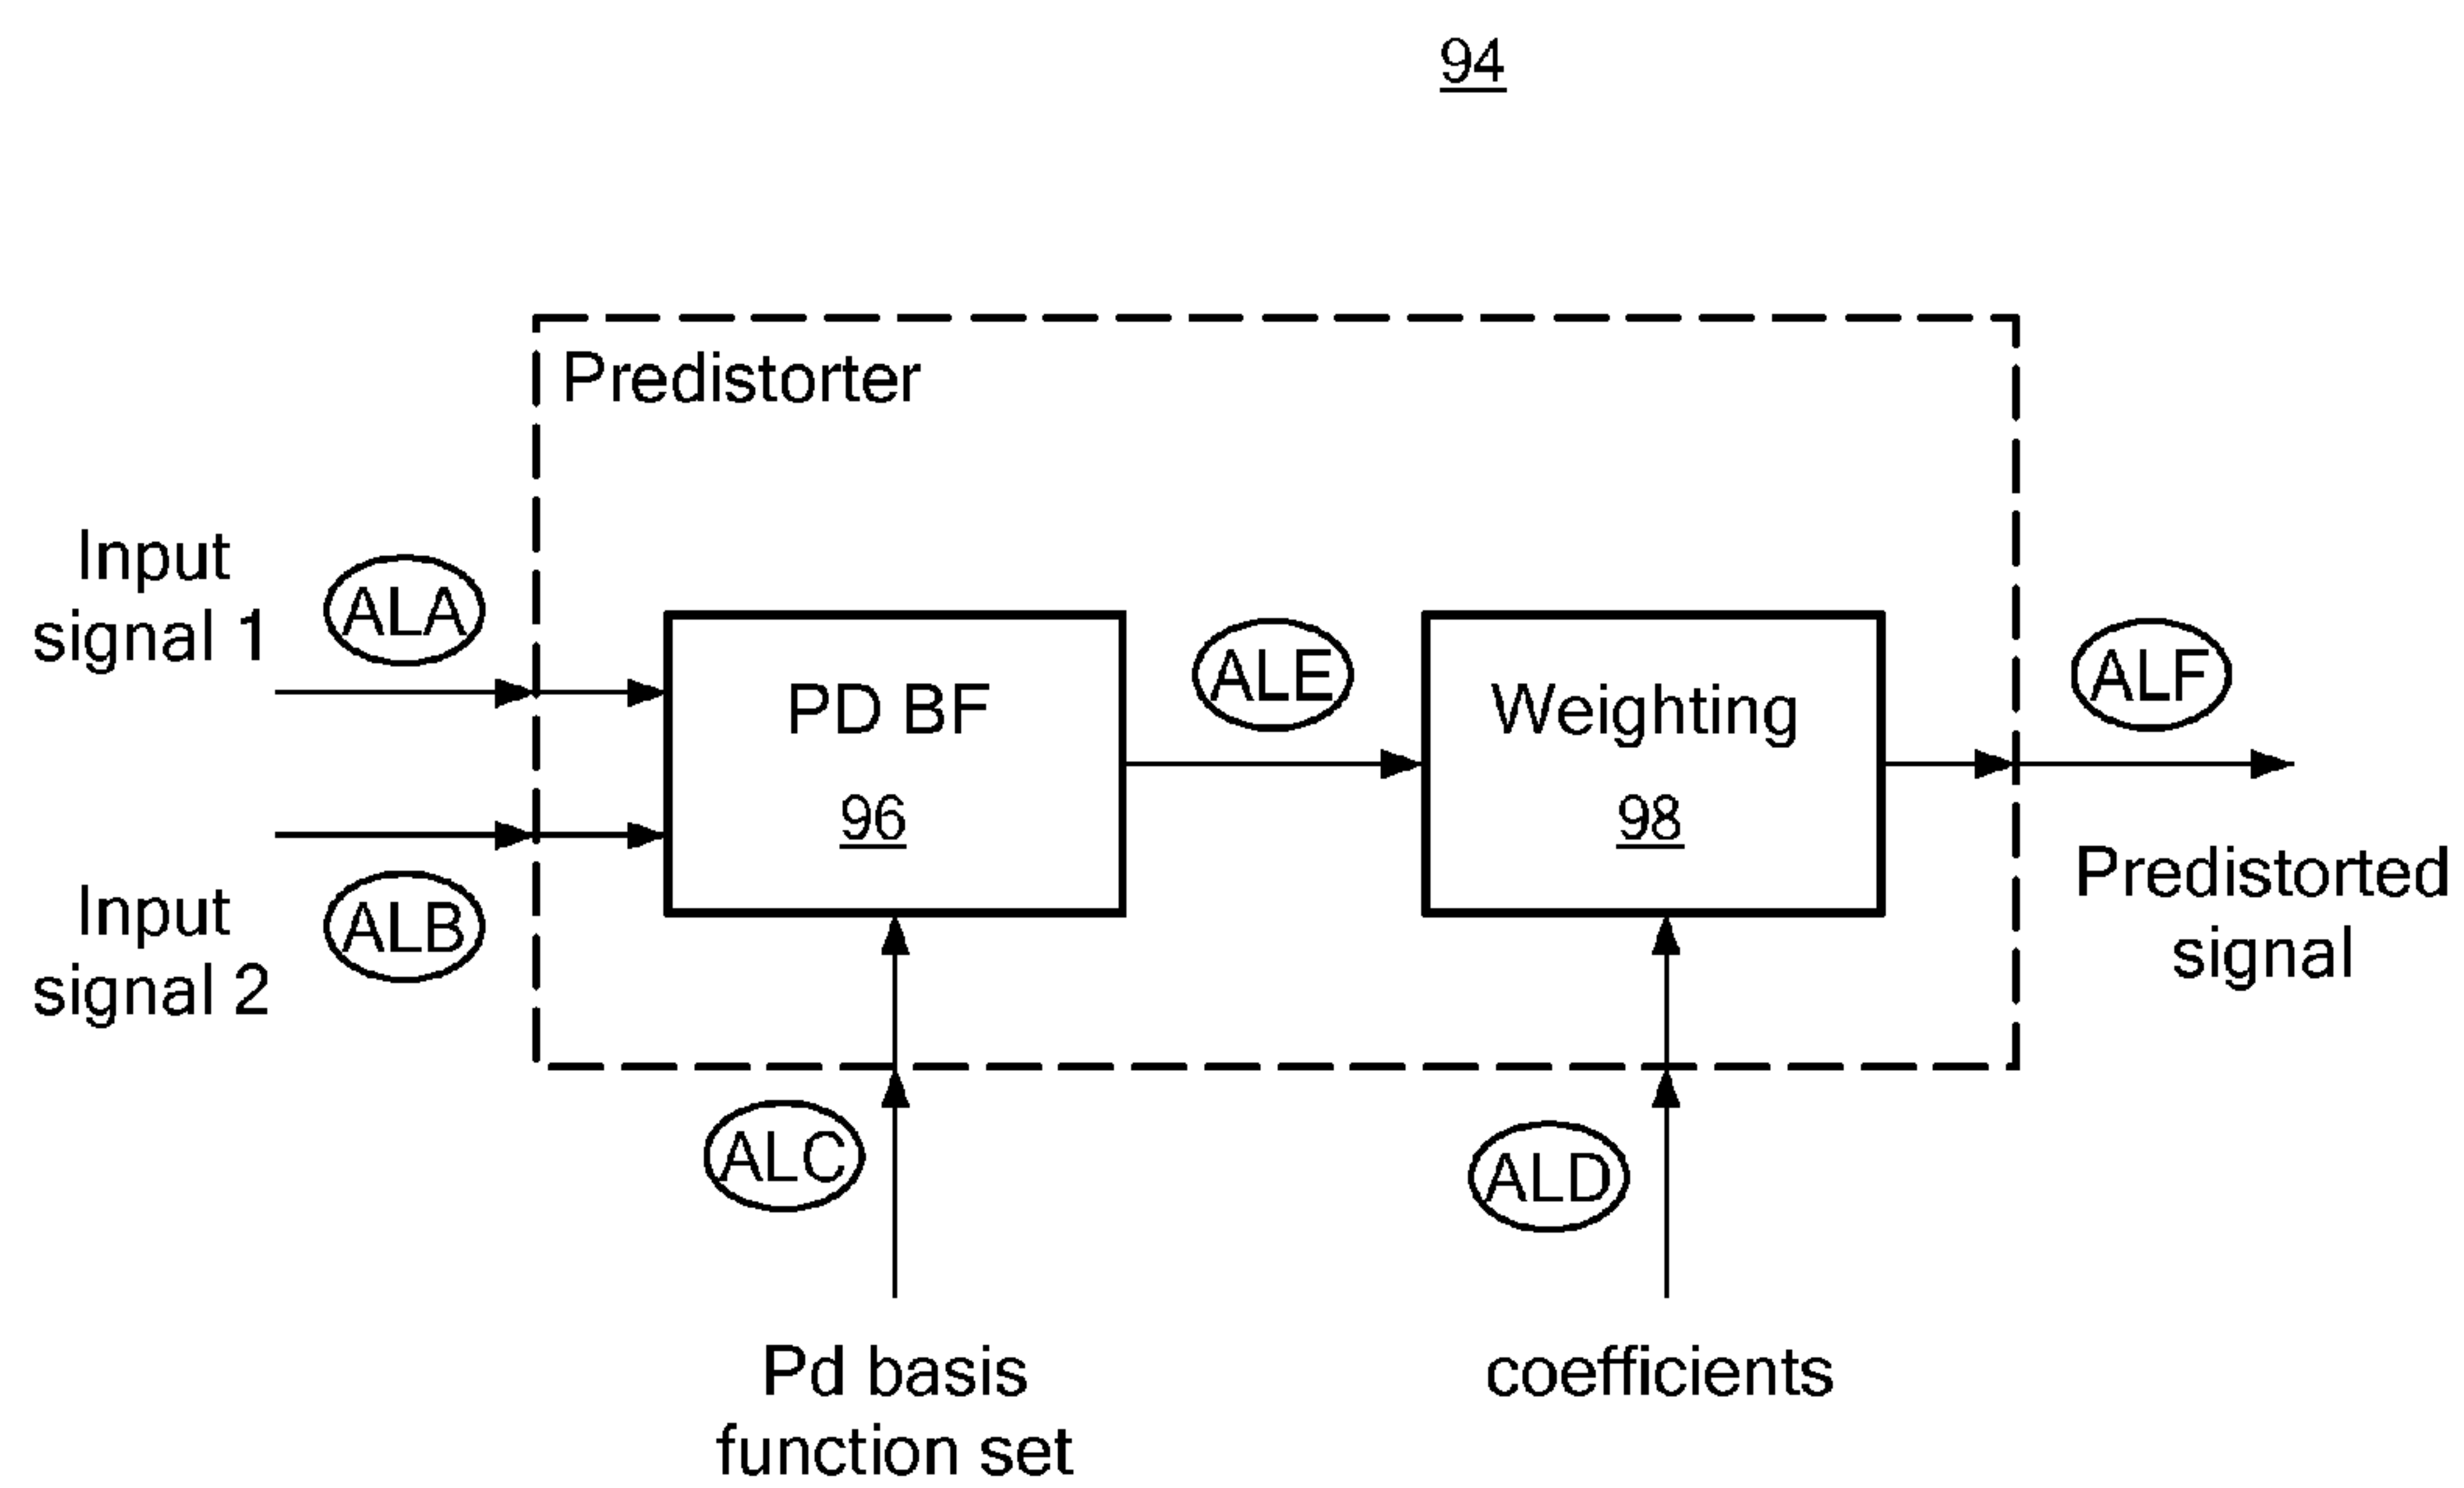 94
Predistorter
Input
signal 1
ALA
PD BF
96
ALE
Weighting
98
ALF
Input
signal 2
ALB
Predistorted
signal
ALC
ALD
Pd basis
function set
coefficients